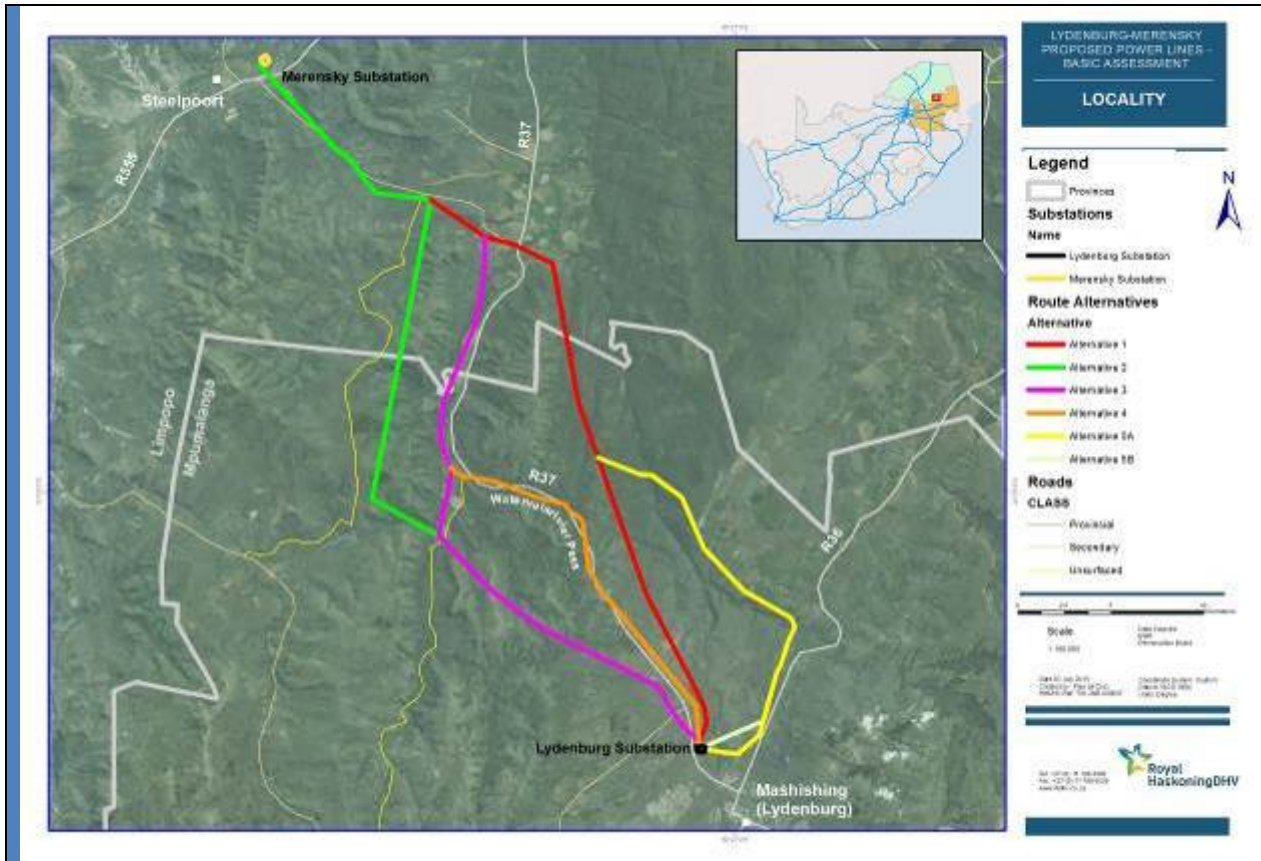 Merensky Substation
Steelpoort
R555
R37
Limpopo
Mpumalanga
R37
R36
Lydenburg Substation
Mashishing
(Lydenburg)
LYDENBURG-MERENSKY
PROPOSED POWER LINES –
BASIC ASSESSMENT
LOCALITY
Legend
Provinces
N
Substations
Name
Lydenburg Substation
Merensky Substation
Route Alternatives
Alternative
Alternative 1
Alternative 2
Alternative 3
Alternative 4
Alternative 5A
Alternative 5B
Roads
CLASS
Provincial
Secondary
Unsurfaced
Scale
Royal
HaskoningDHV